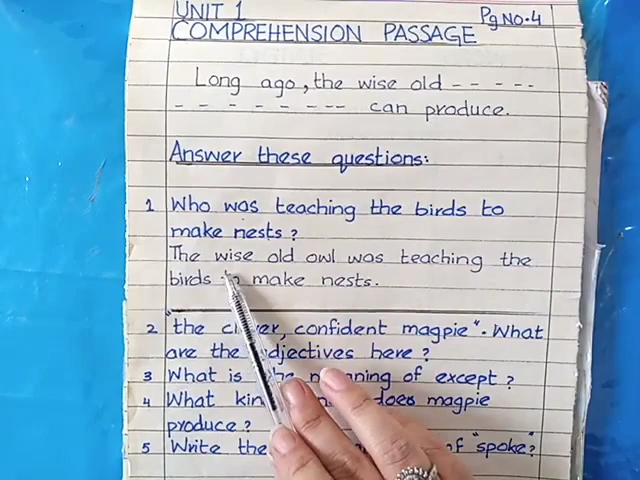 UNIT 1 Pg No. 4
COMPREHENSION PASSAGE
Long ago, the wise old - - - - -
- - - - - - - - can produce.
Answer these questions:
1 Who was teaching the birds to
make nests?
The wise old owl was teaching the
birds make nests.
2 "the confident magpie". What
are the adjectives here?
3 What is meaning of except?
4 What does magpie
produce?
5 Write the of "spoke"?